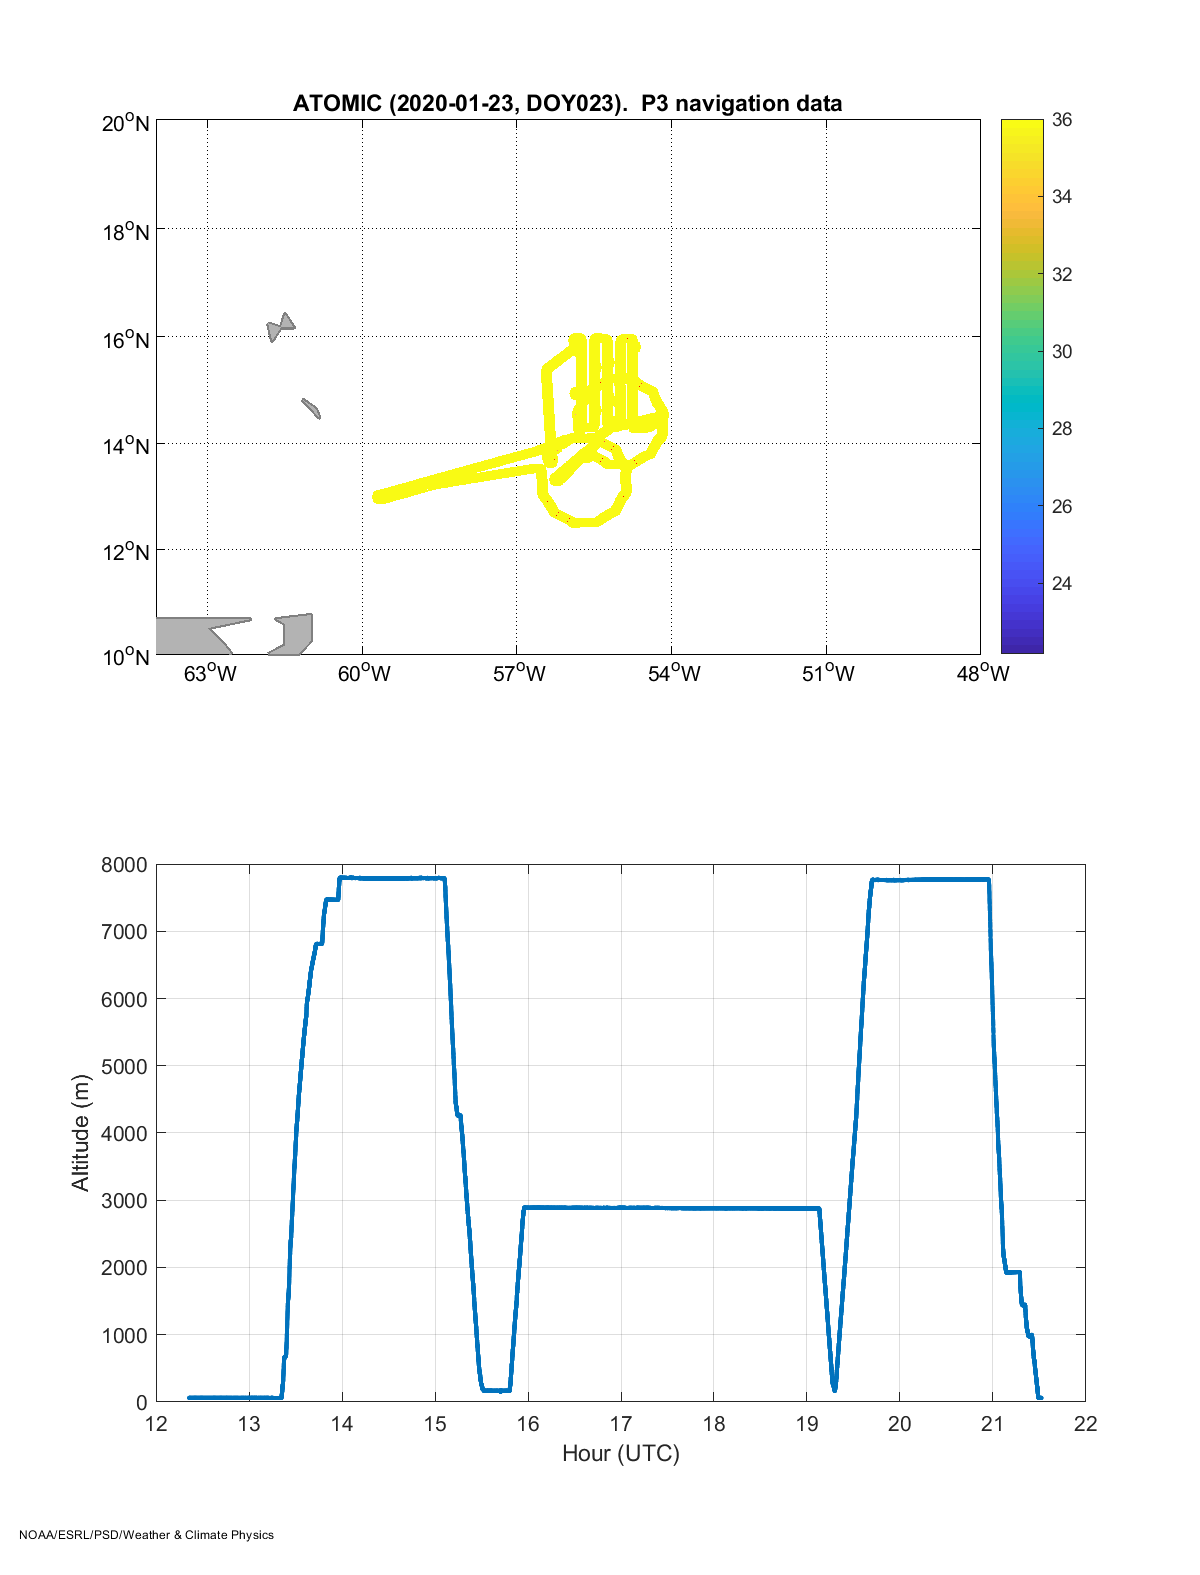 ATOMIC (2020-01-23, DOY023).  P3 navigation data
20°N
18°N
16°N
14°N
12°N
10°N
63°W 60°W 57°W 54°W 51°W 48°W
36
34
32
30
28
26
24
8000
7000
6000
5000
4000
3000
2000
1000
0
Altitude (m)
12 13 14 15 16 17 18 19 20 21 22
Hour (UTC)
NOAA/ESRL/PSD/Weather & Climate Physics